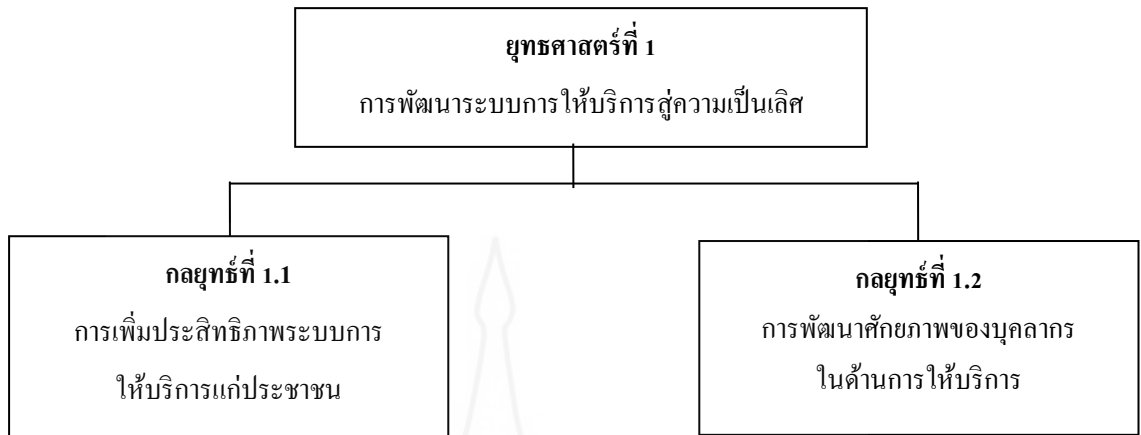 ยุทธศาสตร์ที่ 1
การพัฒนาระบบการให้บริการสู่ความเป็นเลิศ
กลยุทธ์ที่ 1.1
การเพิ่มประสิทธิภาพระบบการ
ให้บริการแก่ประชาชน
กลยุทธ์ที่ 1.2
การพัฒนาศักยภาพของบุคลากร
ในด้านการให้บริการ